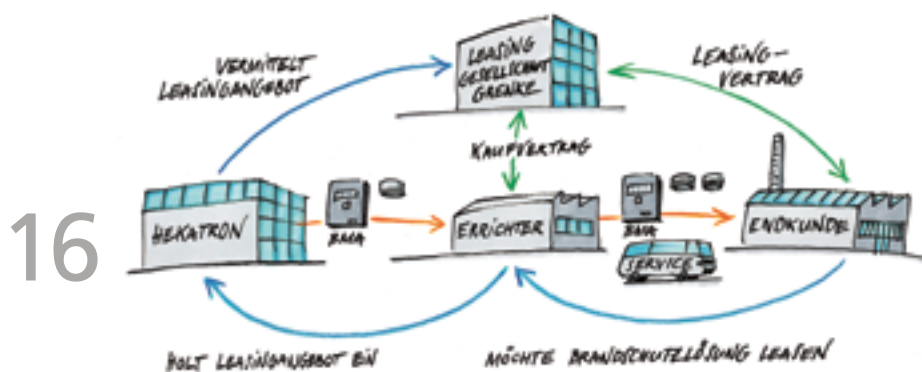 VERMITELT
LEASINGANGEBOT
LEASING
GESELLSCHAFT
GRENKE
LEASING-
VERTRAG
KAUFVERTRAG
16
HEKATRON
BMA
ERRICHTER
BMA
SERVICE
ENDKUNDE
HOLT LEASINGANGEBOT EIN
MÖCHTE BRANDSCHUTZLÖSUNG LEASEN